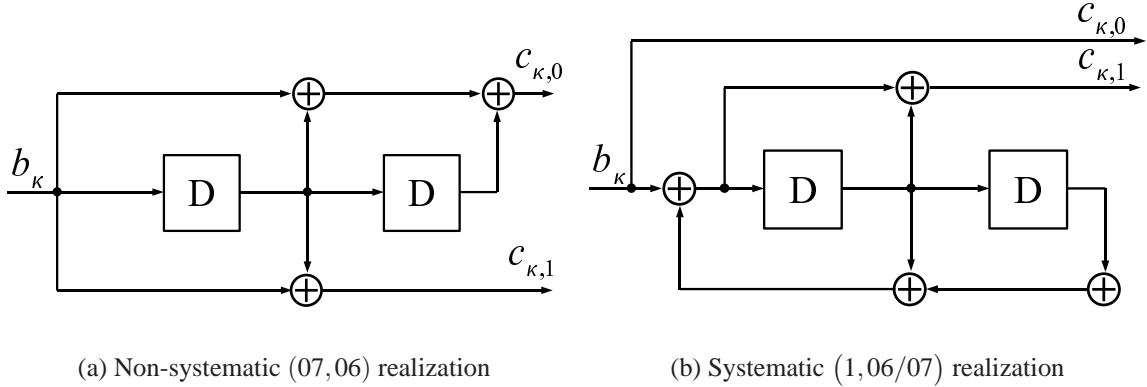 c_{κ,0}
c_{κ,0}
c_{κ,1}
b_κ
D
D
c_{κ,1}
b_κ
D
D
(a) Non-systematic (07,06) realization
(b) Systematic (1,06/07) realization